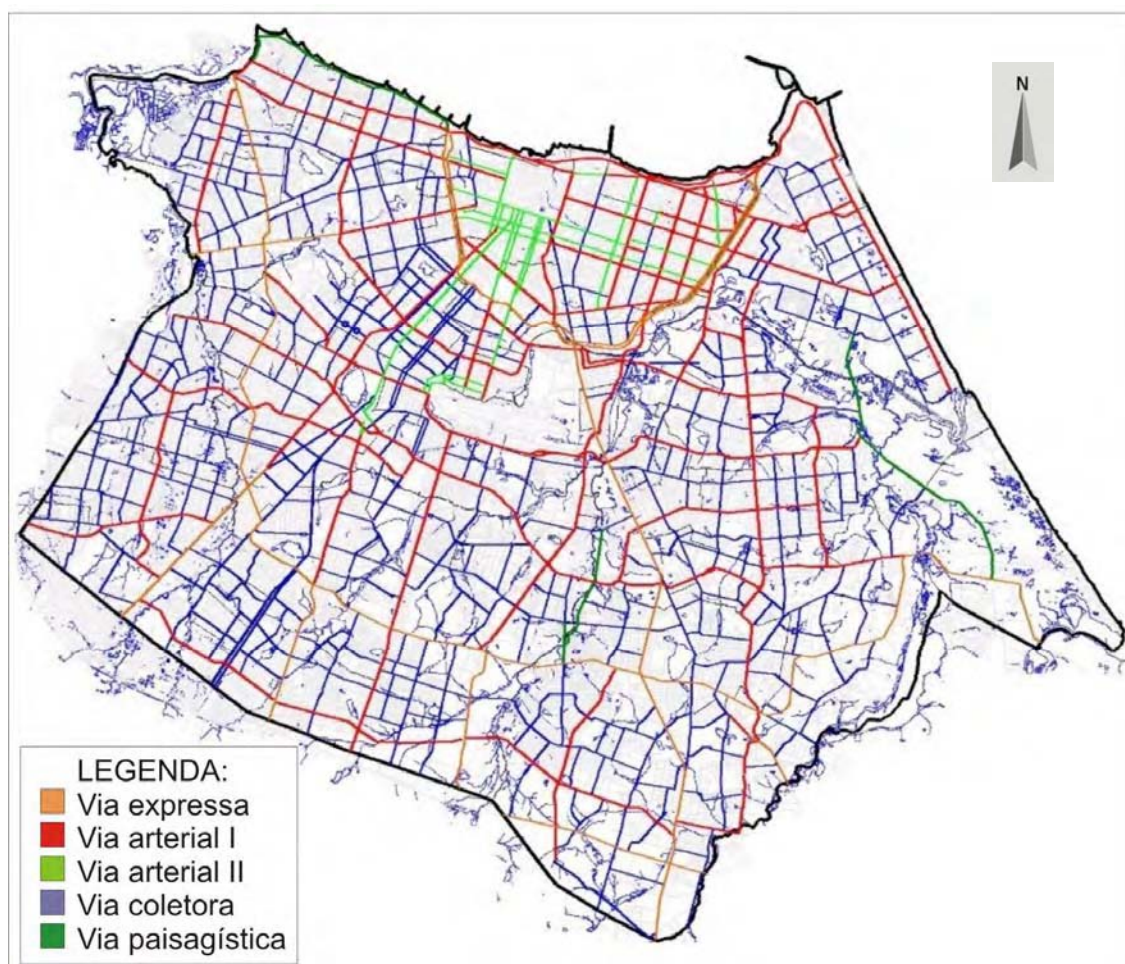 N
LEGENDA:
Via expressa
Via arterial I
Via arterial II
Via coletora
Via paisagística